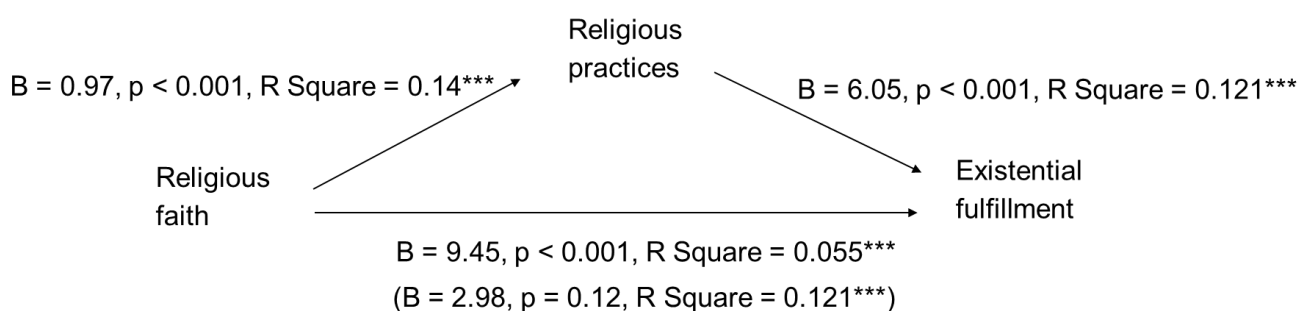 Religious
practices
B = 0.97, p < 0.001, R Square = 0.14***
B = 6.05, p < 0.001, R Square = 0.121***
Religious
faith
Existential
fulfillment
B = 9.45, p < 0.001, R Square = 0.055***
(B = 2.98, p = 0.12, R Square = 0.121***)